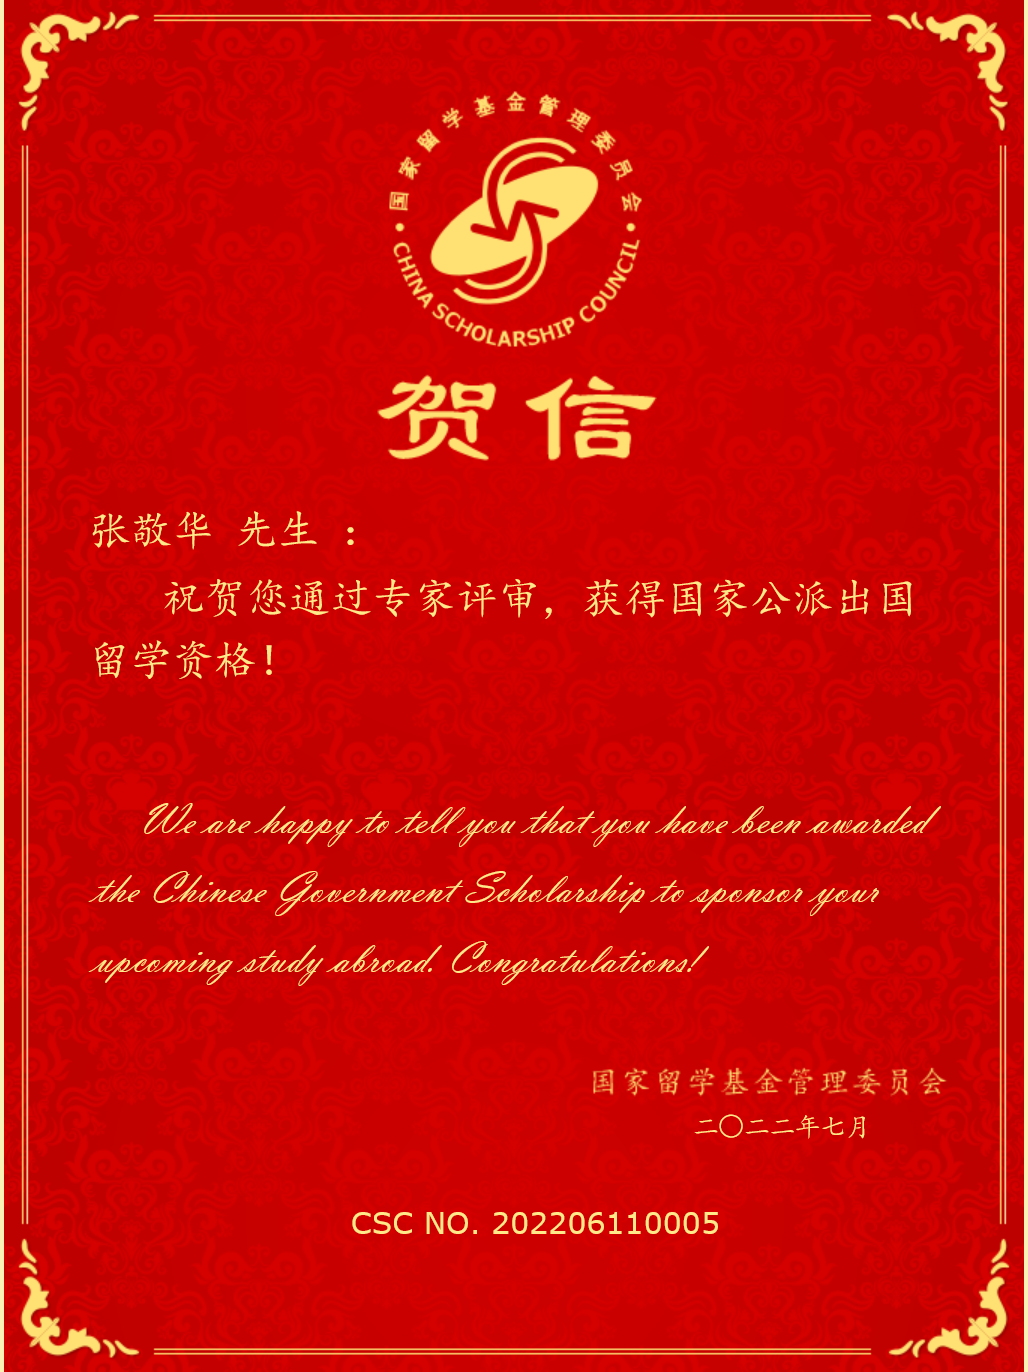 国家留学基金管理委员会
CHINA SCHOLARSHIP COUNCIL
贺信
张敬华 先生 ：
祝贺您通过专家评审，获得国家公派出国
留学资格！
We are happy to tell you that you have been awarded
the Chinese Government Scholarship to sponsor your
upcoming study abroad. Congratulations!
国家留学基金管理委员会
二〇二二年七月
CSC NO. 202206110005